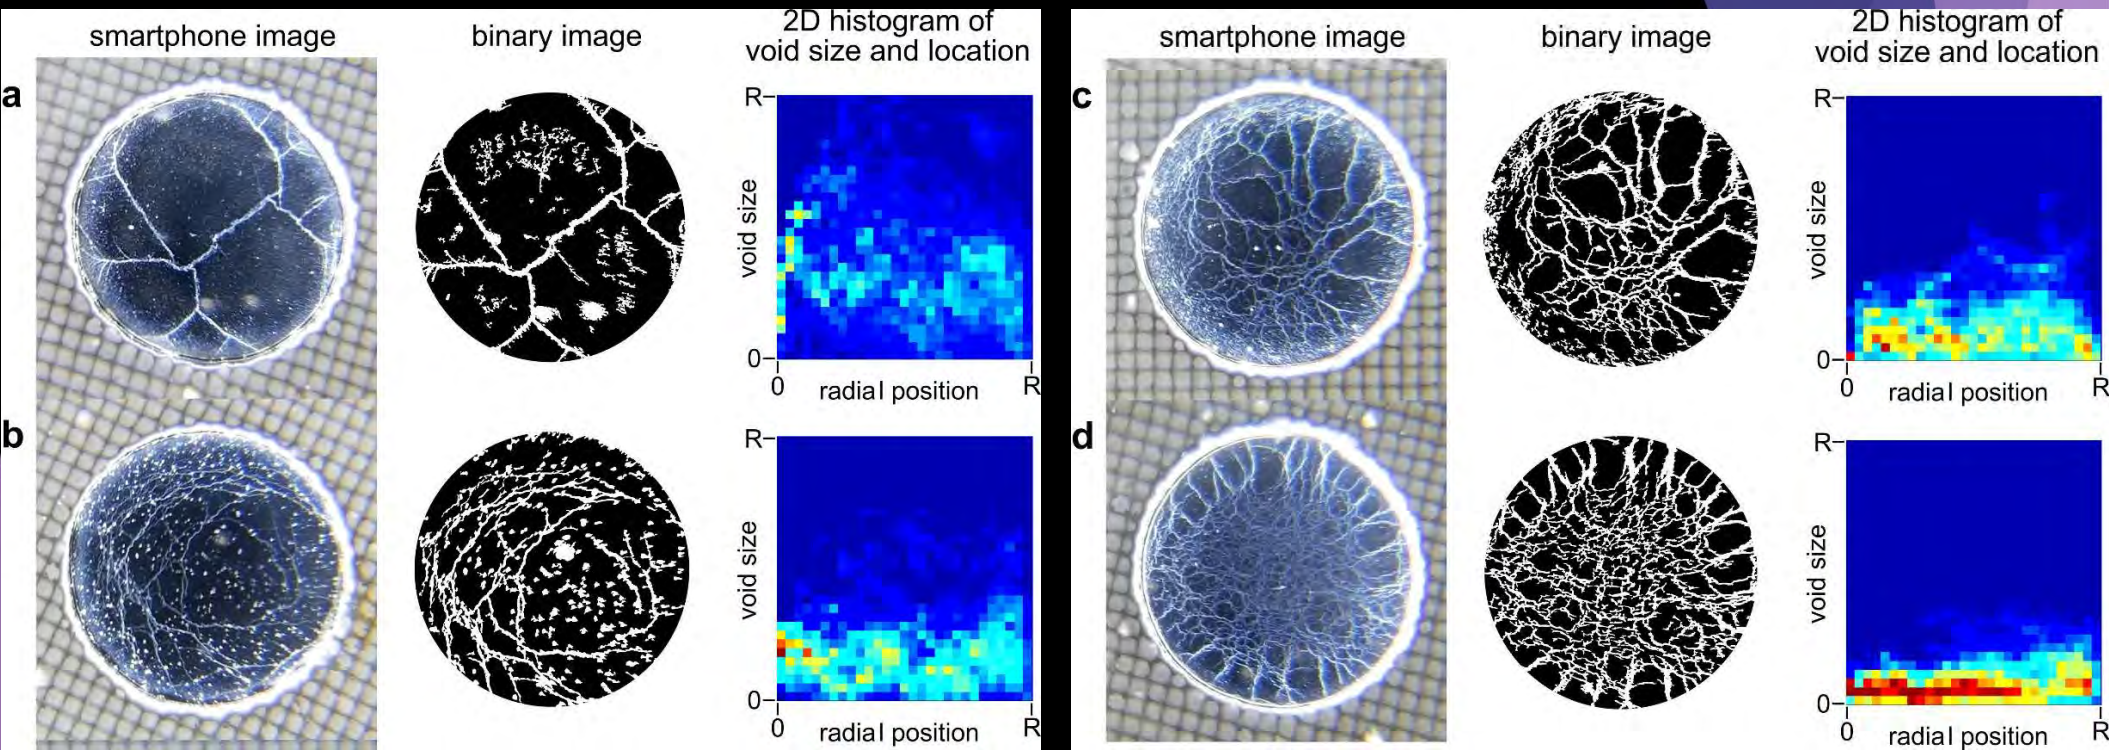 smartphone image
binary image
2D histogram of
void size and location
a
R
void size
0
0
radial position
R
b
R
void size
0
0
radial position
R
smartphone image
binary image
2D histogram of
void size and location
c
R
void size
0
0
radial position
R
d
R
void size
0
0
radial position
R